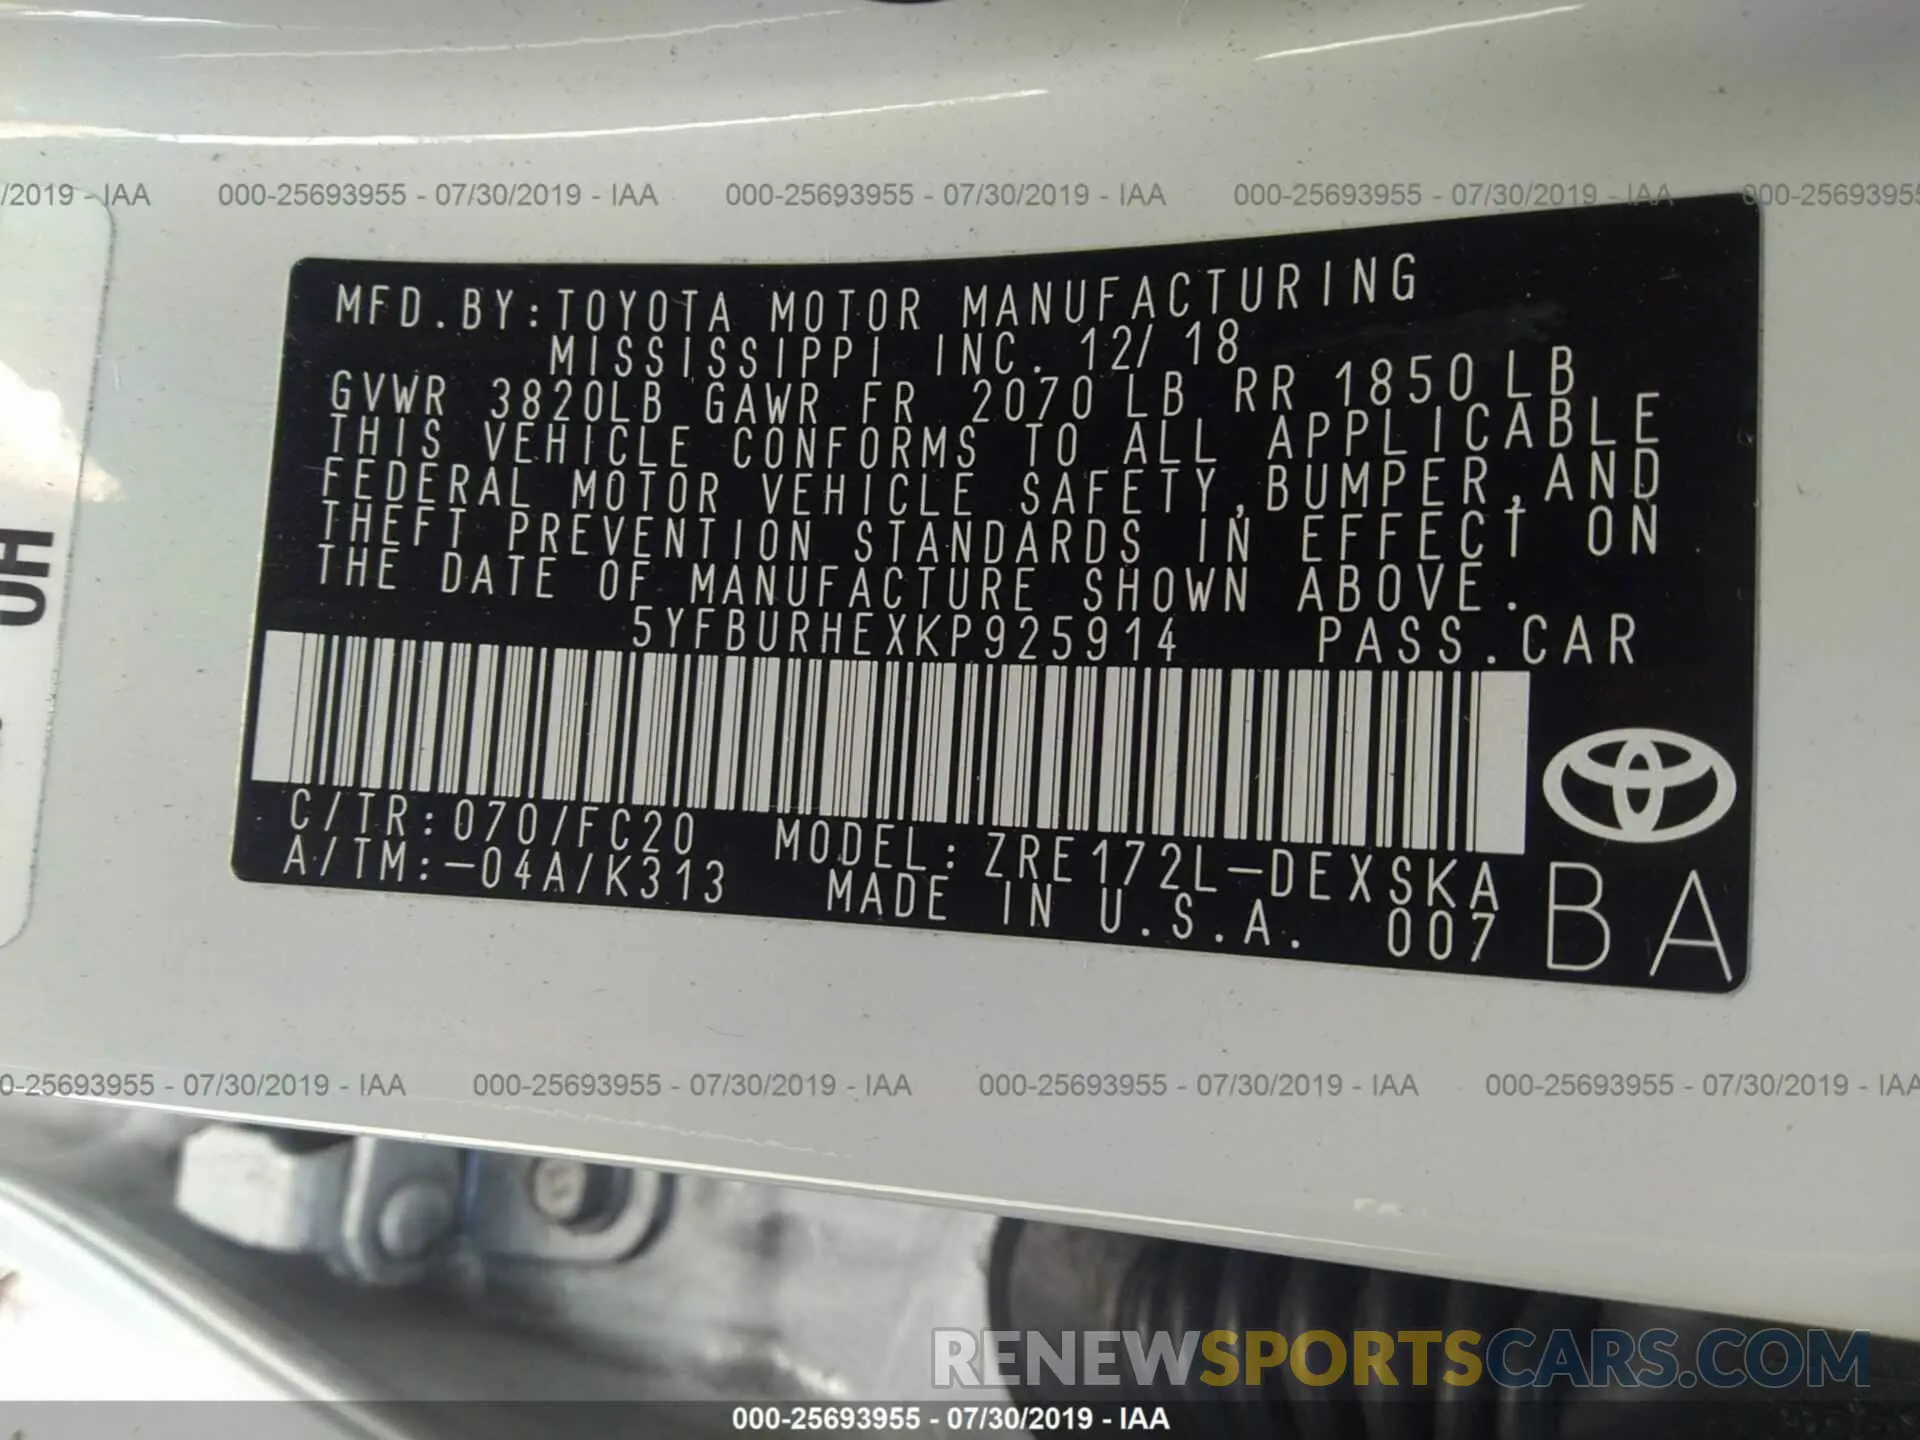 /2019 - IAA 000-25693955 - 07/30/2019 - IAA 000-25693955 - 07/30/2019 - IAA 000-25693955 - 07/30/2019 - IAA 000-25693955
MFD.BY:TOYOTA MOTOR MANUFACTURING
MISSISSIPPI INC. 12/18
GVWR 3820LB GAWR FR 2070LB RR 1850LB
THIS VEHICLE CONFORMS TO ALL APPLICABLE
FEDERAL MOTOR VEHICLE SAFETY,BUMPER,AND
THEFT PREVENTION STANDARDS IN EFFECT ON
THE DATE OF MANUFACTURE SHOWN ABOVE.
5YFBURHEXKP925914 PASS.CAR
C/TR:070/FC20 MODEL:ZRE172L-DEXSKA
A/TM:-04A/K313 MADE IN U.S.A. 007
BA
0-25693955 - 07/30/2019 - IAA 000-25693955 - 07/30/2019 - IAA 000-25693955 - 07/30/2019 - IAA 000-25693955 - 07/30/2019 - IAA
RENEWSPORTSCARS.COM
000-25693955 - 07/30/2019 - IAA